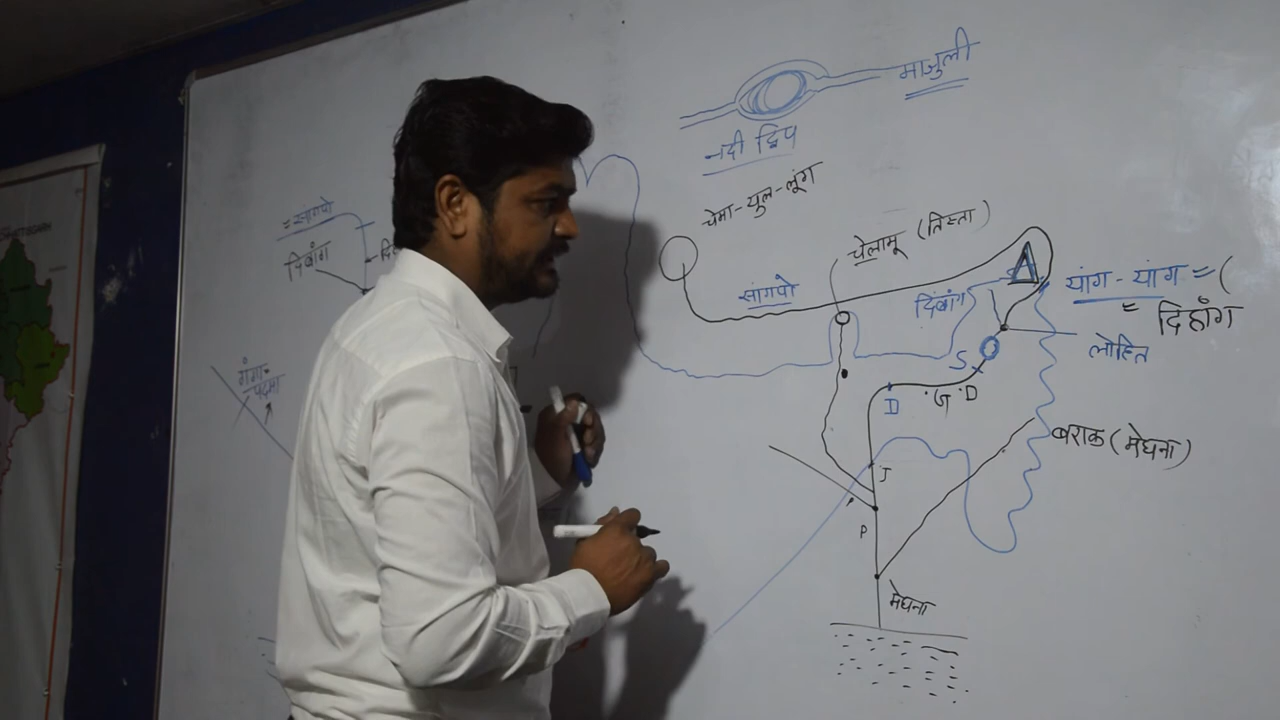 माजुली
नदी द्विप
चेमा-युल-लूंग
= सांगपो
चेलामू (तिस्ता)
दिबांग
सांगपो
दिबांग
यांग-यांग = (
= दिहाँग
लोहित
S
गंगा=
पद्मा
D
G
D
बराक (मेघना)
J
P
मेघना